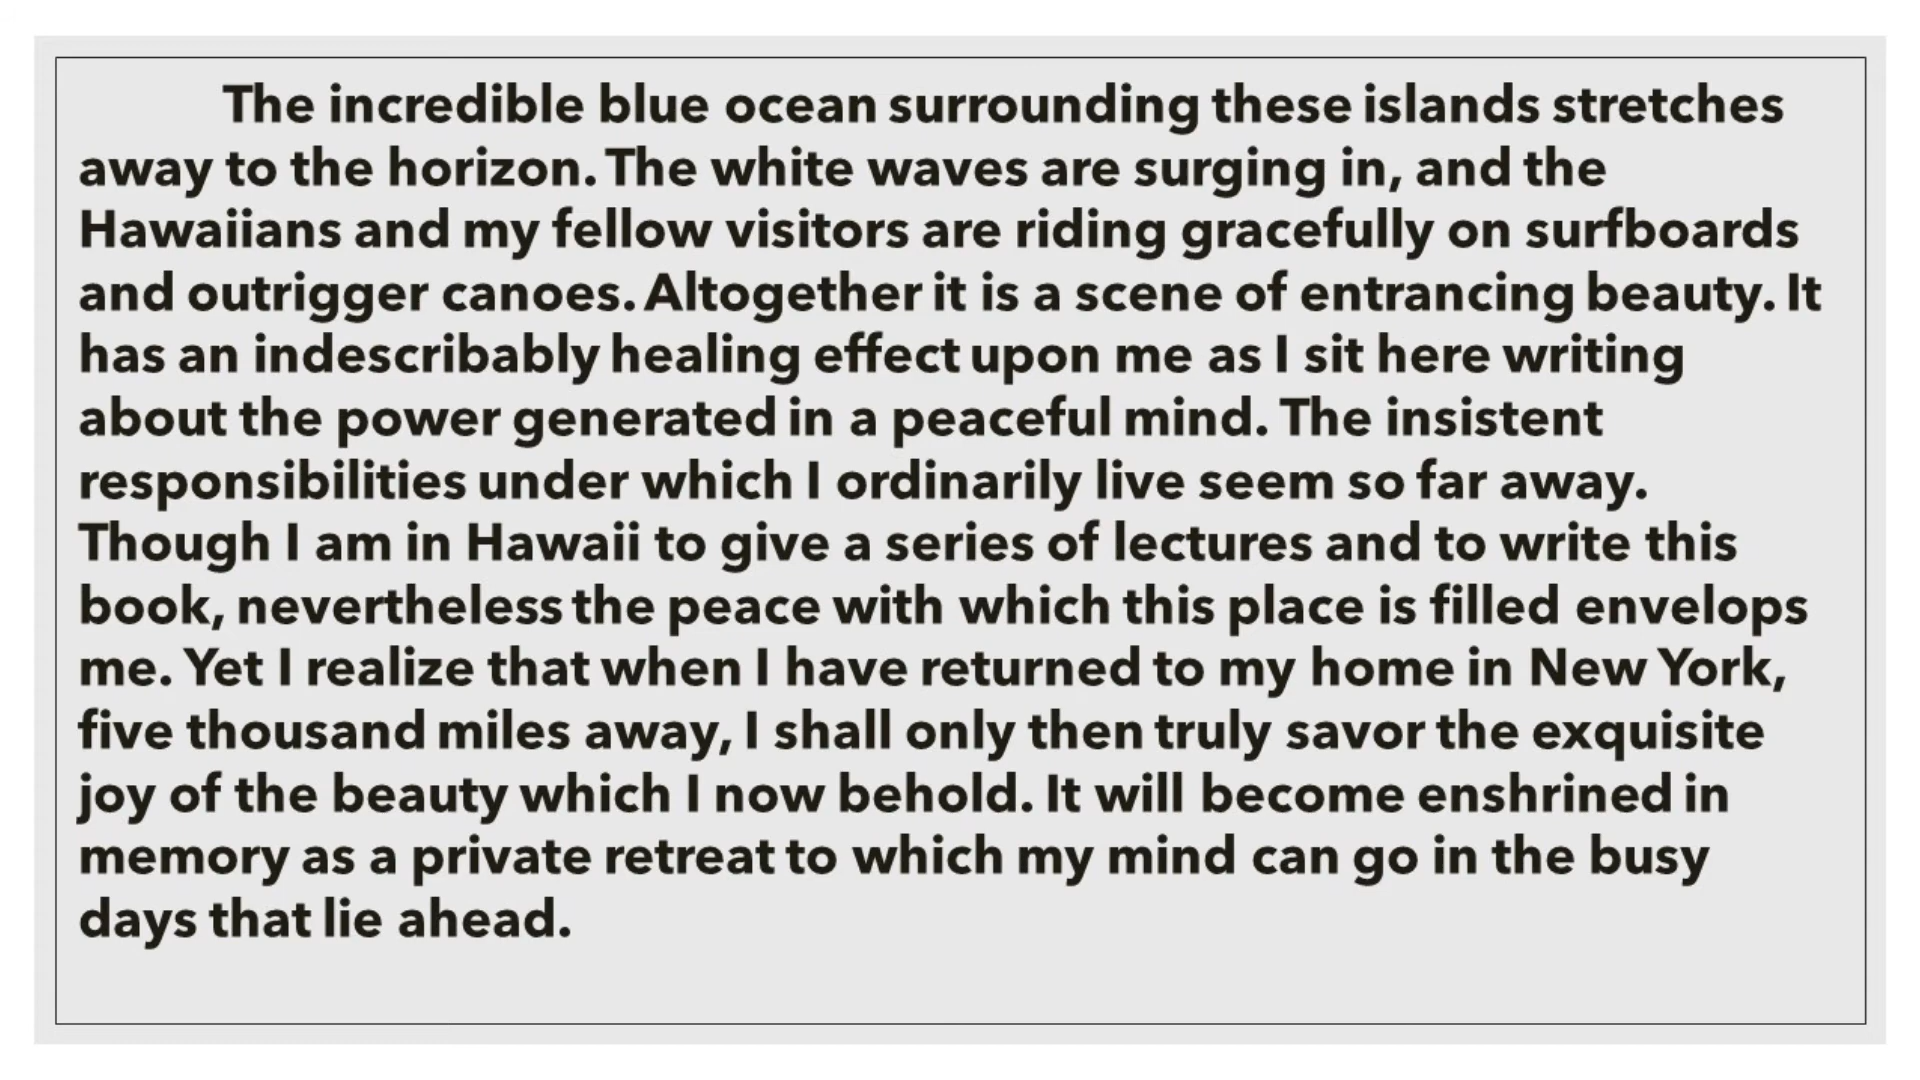 The incredible blue ocean surrounding these islands stretches
away to the horizon. The white waves are surging in, and the
Hawaiians and my fellow visitors are riding gracefully on surfboards
and outrigger canoes. Altogether it is a scene of entrancing beauty. It
has an indescribably healing effect upon me as I sit here writing
about the power generated in a peaceful mind. The insistent
responsibilities under which I ordinarily live seem so far away.
Though I am in Hawaii to give a series of lectures and to write this
book, nevertheless the peace with which this place is filled envelops
me. Yet I realize that when I have returned to my home in New York,
five thousand miles away, I shall only then truly savor the exquisite
joy of the beauty which I now behold. It will become enshrined in
memory as a private retreat to which my mind can go in the busy
days that lie ahead.